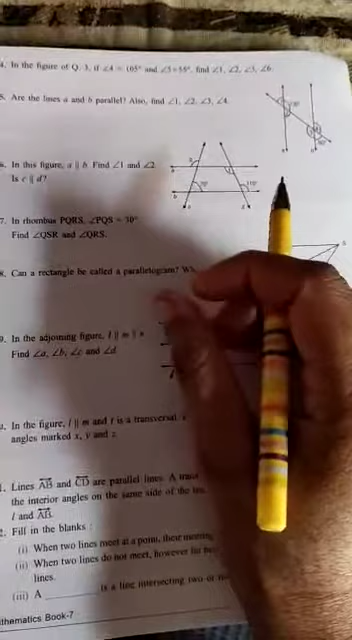 4. In the figure of Q. 3, if ∠4 = 105° and ∠5 = 55°, find ∠1, ∠2, ∠3, ∠6.
5. Are the lines a and b parallel? Also, find ∠1, ∠2, ∠3, ∠4.
6. In this figure, a ∥ b. Find ∠1 and ∠2.
Is c ∥ d?
7. In rhombus PQRS, ∠PQS = 30°
Find ∠QSR and ∠QRS.
8. Can a rectangle be called a parallelogram?
9. In the adjoining figure, l ∥ m ∥ n
Find ∠a, ∠b, ∠c and ∠d
In the figure, l ∥ m and t is a transversal.
angles marked x, y and z
1. Lines AB and CD are parallel lines. A
the interior angles on the same side of the
l and AB.
2. Fill in the blanks :
(i) When two lines meet at a point, these
(ii) When two lines do not meet, however far
lines.
(iii) A ________ is a line intersecting two or
thematics Book-7